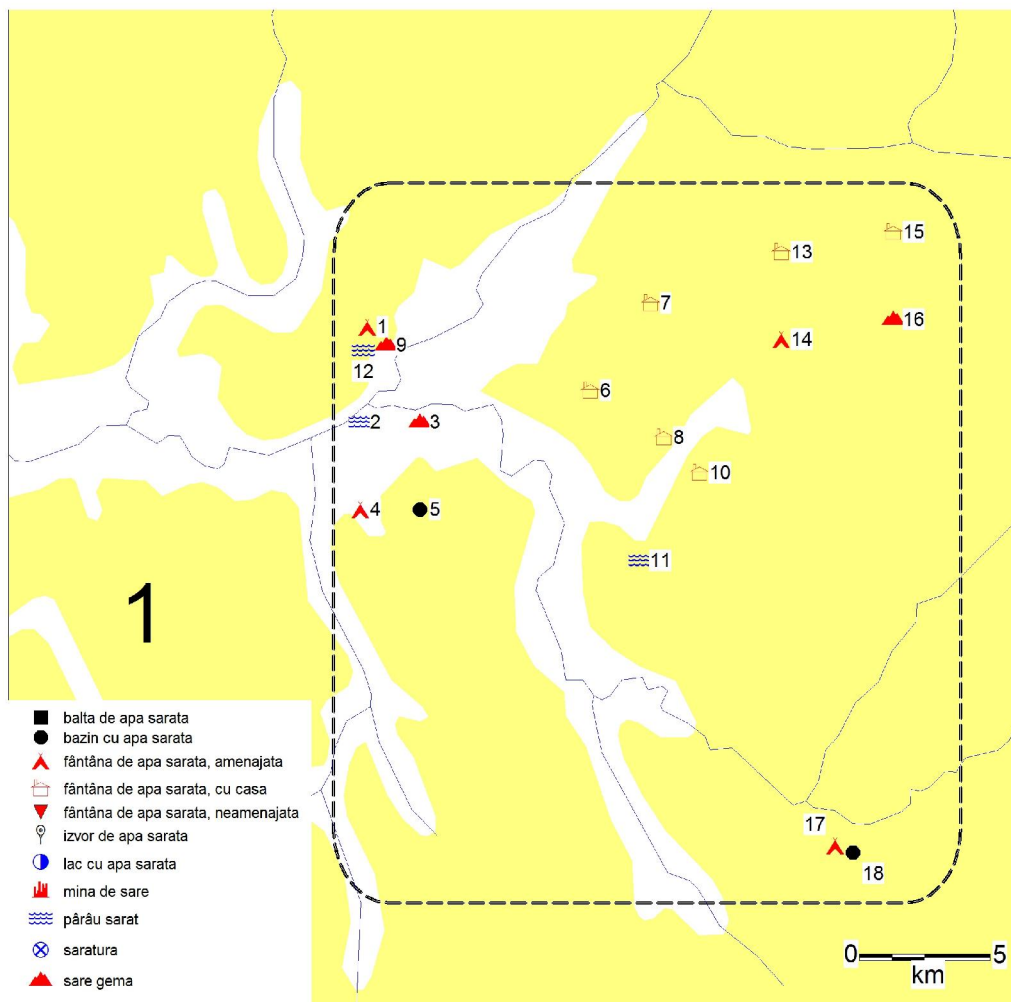 15
13
7
16
1
14
9
12
6
2
3
8
10
4
5
11
1
balta de apa sarata
bazin cu apa sarata
fântâna de apa sarata, amenajata
fântâna de apa sarata, cu casa
fântâna de apa sarata, neamenajata
izvor de apa sarata
lac cu apa sarata
mina de sare
pârâu sarat
saratura
sare gema
17
18
0 5
km